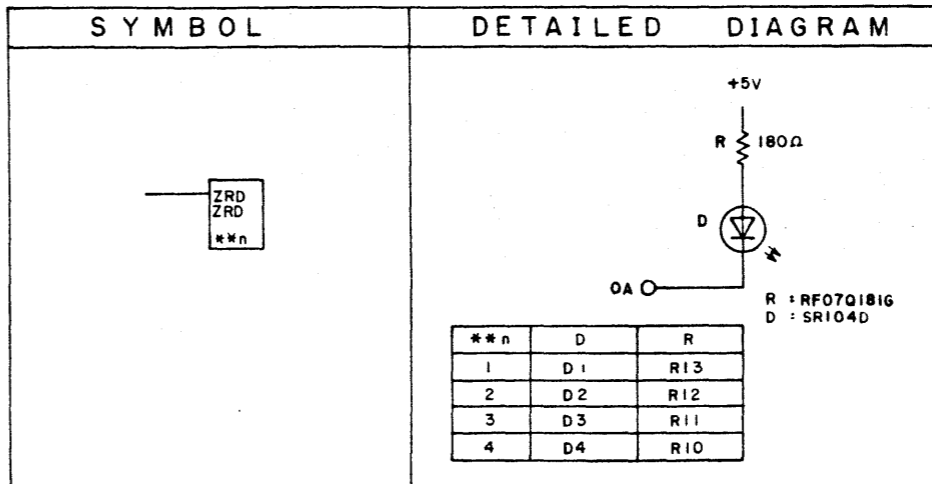 SYMBOL
DETAILED DIAGRAM
ZRD
ZRD
**n
+5V
R 180Ω
D
OA
R : RF07Q181G
D : SR104D
**n D R
1 D1 R13
2 D2 R12
3 D3 R11
4 D4 R10